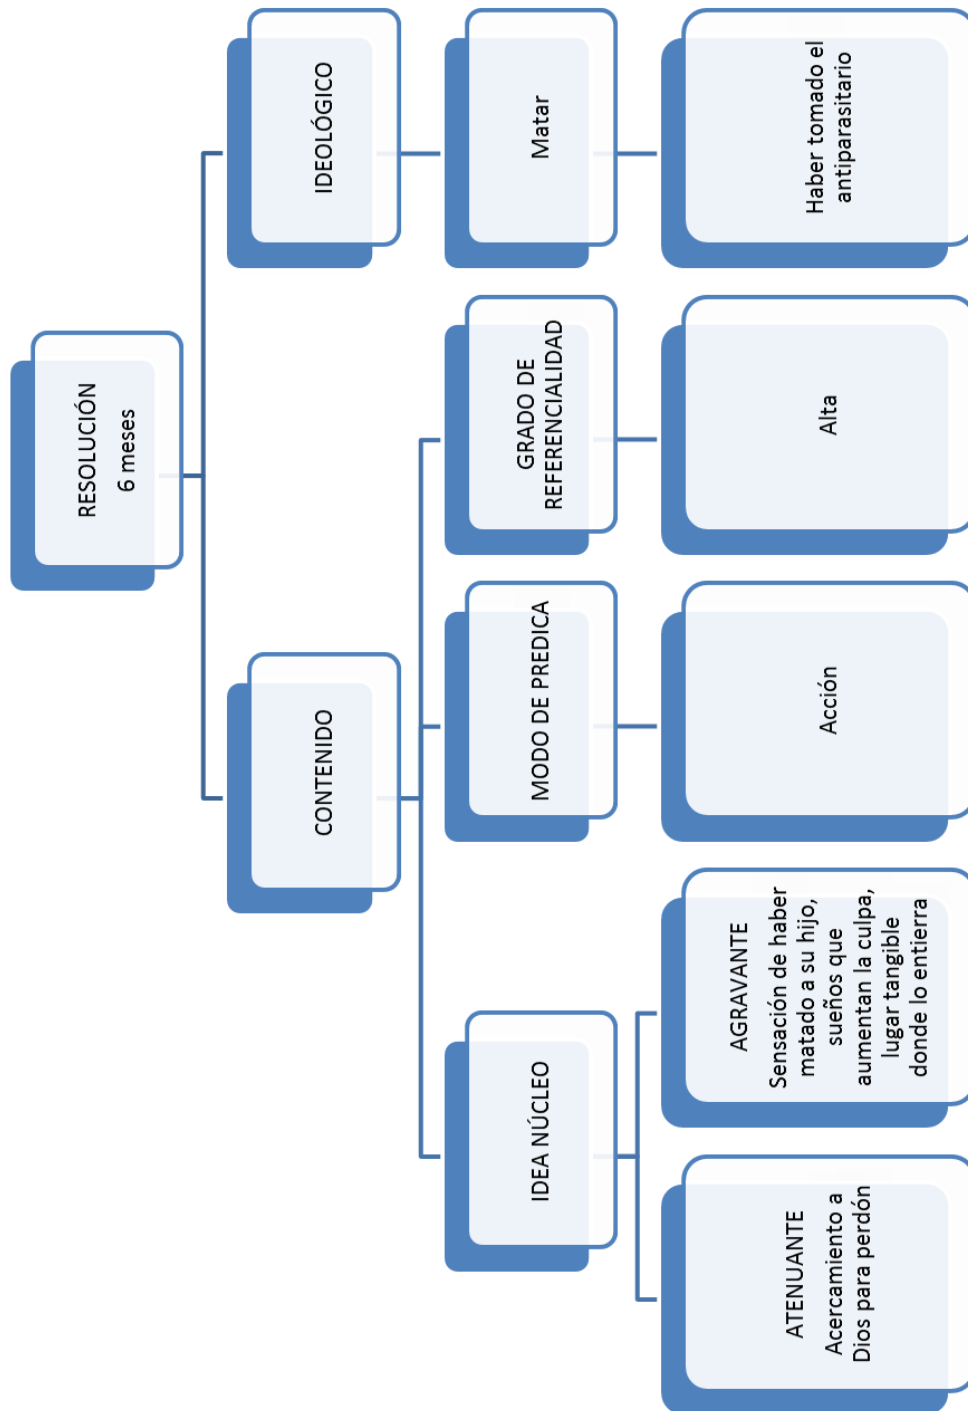 RESOLUCIÓN
6 meses
CONTENIDO
IDEOLÓGICO
IDEA NÚCLEO
MODO DE PREDICA
GRADO DE
REFERENCIALIDAD
Matar
ATENUANTE
Acercamiento a
Dios para perdón
AGRAVANTE
Sensación de haber
matado a su hijo,
sueños que
aumentan la culpa,
lugar tangible
donde lo entierra
Acción
Alta
Haber tomado el
antiparasitario